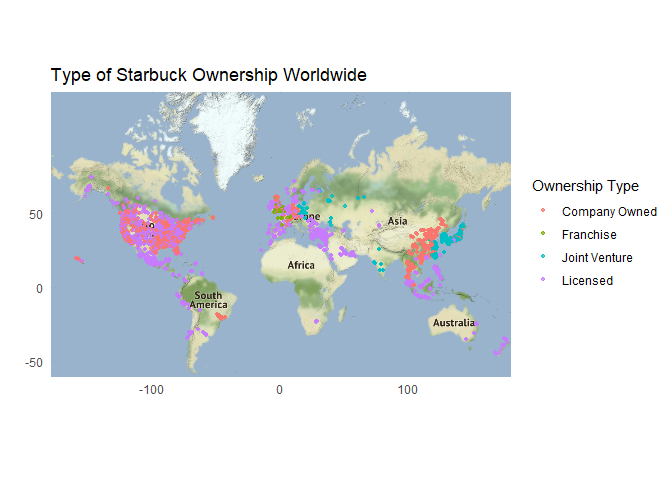 Type of Starbuck Ownership Worldwide
50
0
-50
-100
0
100
Asia
Africa
South
America
Australia
Ownership Type
Company Owned
Franchise
Joint Venture
Licensed